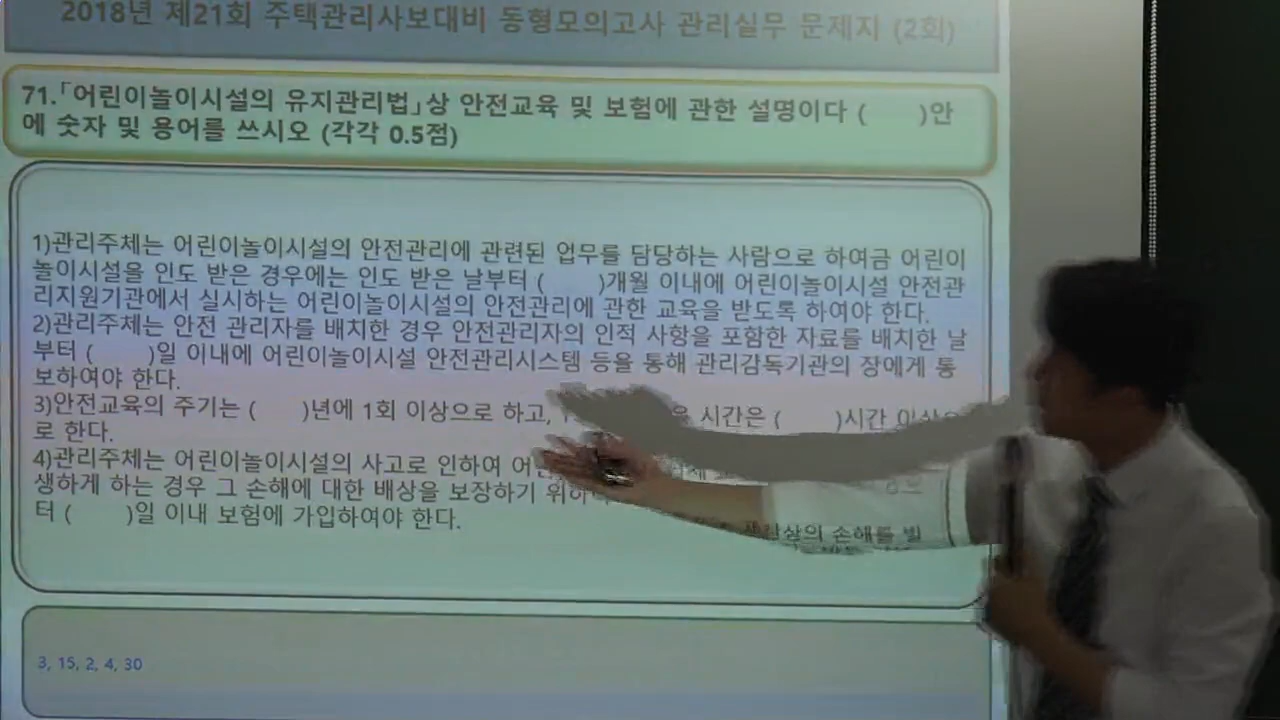 2018년 제21회 주택관리사보대비 동형모의고사 관리실무 문제지 (2회)
71.「어린이놀이시설의 유지관리법」상 안전교육 및 보험에 관한 설명이다 (    )안
에 숫자 및 용어를 쓰시오 (각각 0.5점)
1)관리주체는 어린이놀이시설의 안전관리에 관련된 업무를 담당하는 사람으로 하여금 어린이
놀이시설을 인도 받은 경우에는 인도 받은 날부터 (    )개월 이내에 어린이놀이시설 안전관
리지원기관에서 실시하는 어린이놀이시설의 안전관리에 관한 교육을 받도록 하여야 한다.
2)관리주체는 안전 관리자를 배치한 경우 안전관리자의 인적 사항을 포함한 자료를 배치한 날
부터 (    )일 이내에 어린이놀이시설 안전관리시스템 등을 통해 관리감독기관의 장에게 통
보하여야 한다.
3)안전교육의 주기는 (    )년에 1회 이상으로 하고, 시간은 (    )시간 이상으
로 한다.
4)관리주체는 어린이놀이시설의 사고로 인하여
생하게 하는 경우 그 손해에 대한 배상을 보장하기
손해를
터 (    )일 이내 보험에 가입하여야 한다.
3, 15, 2, 4, 30